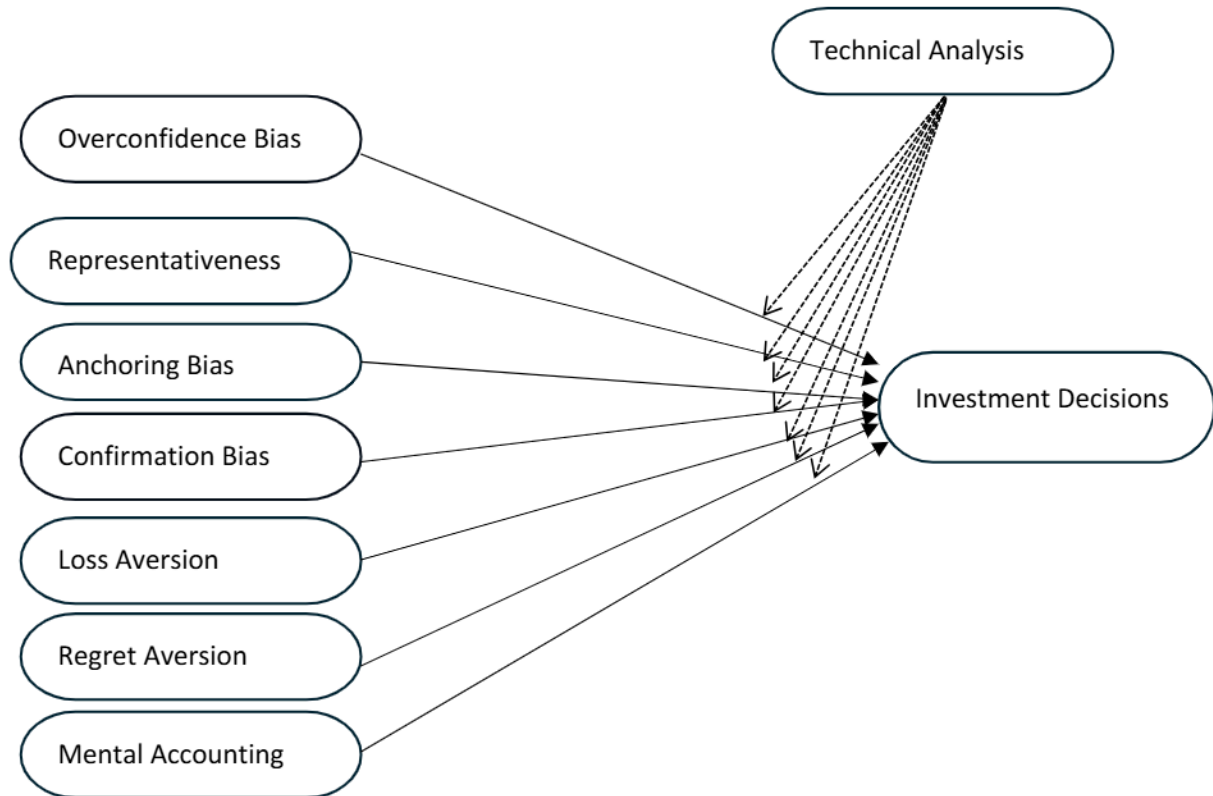 Technical Analysis
Overconfidence Bias
Representativeness
Anchoring Bias
Investment Decisions
Confirmation Bias
Loss Aversion
Regret Aversion
Mental Accounting